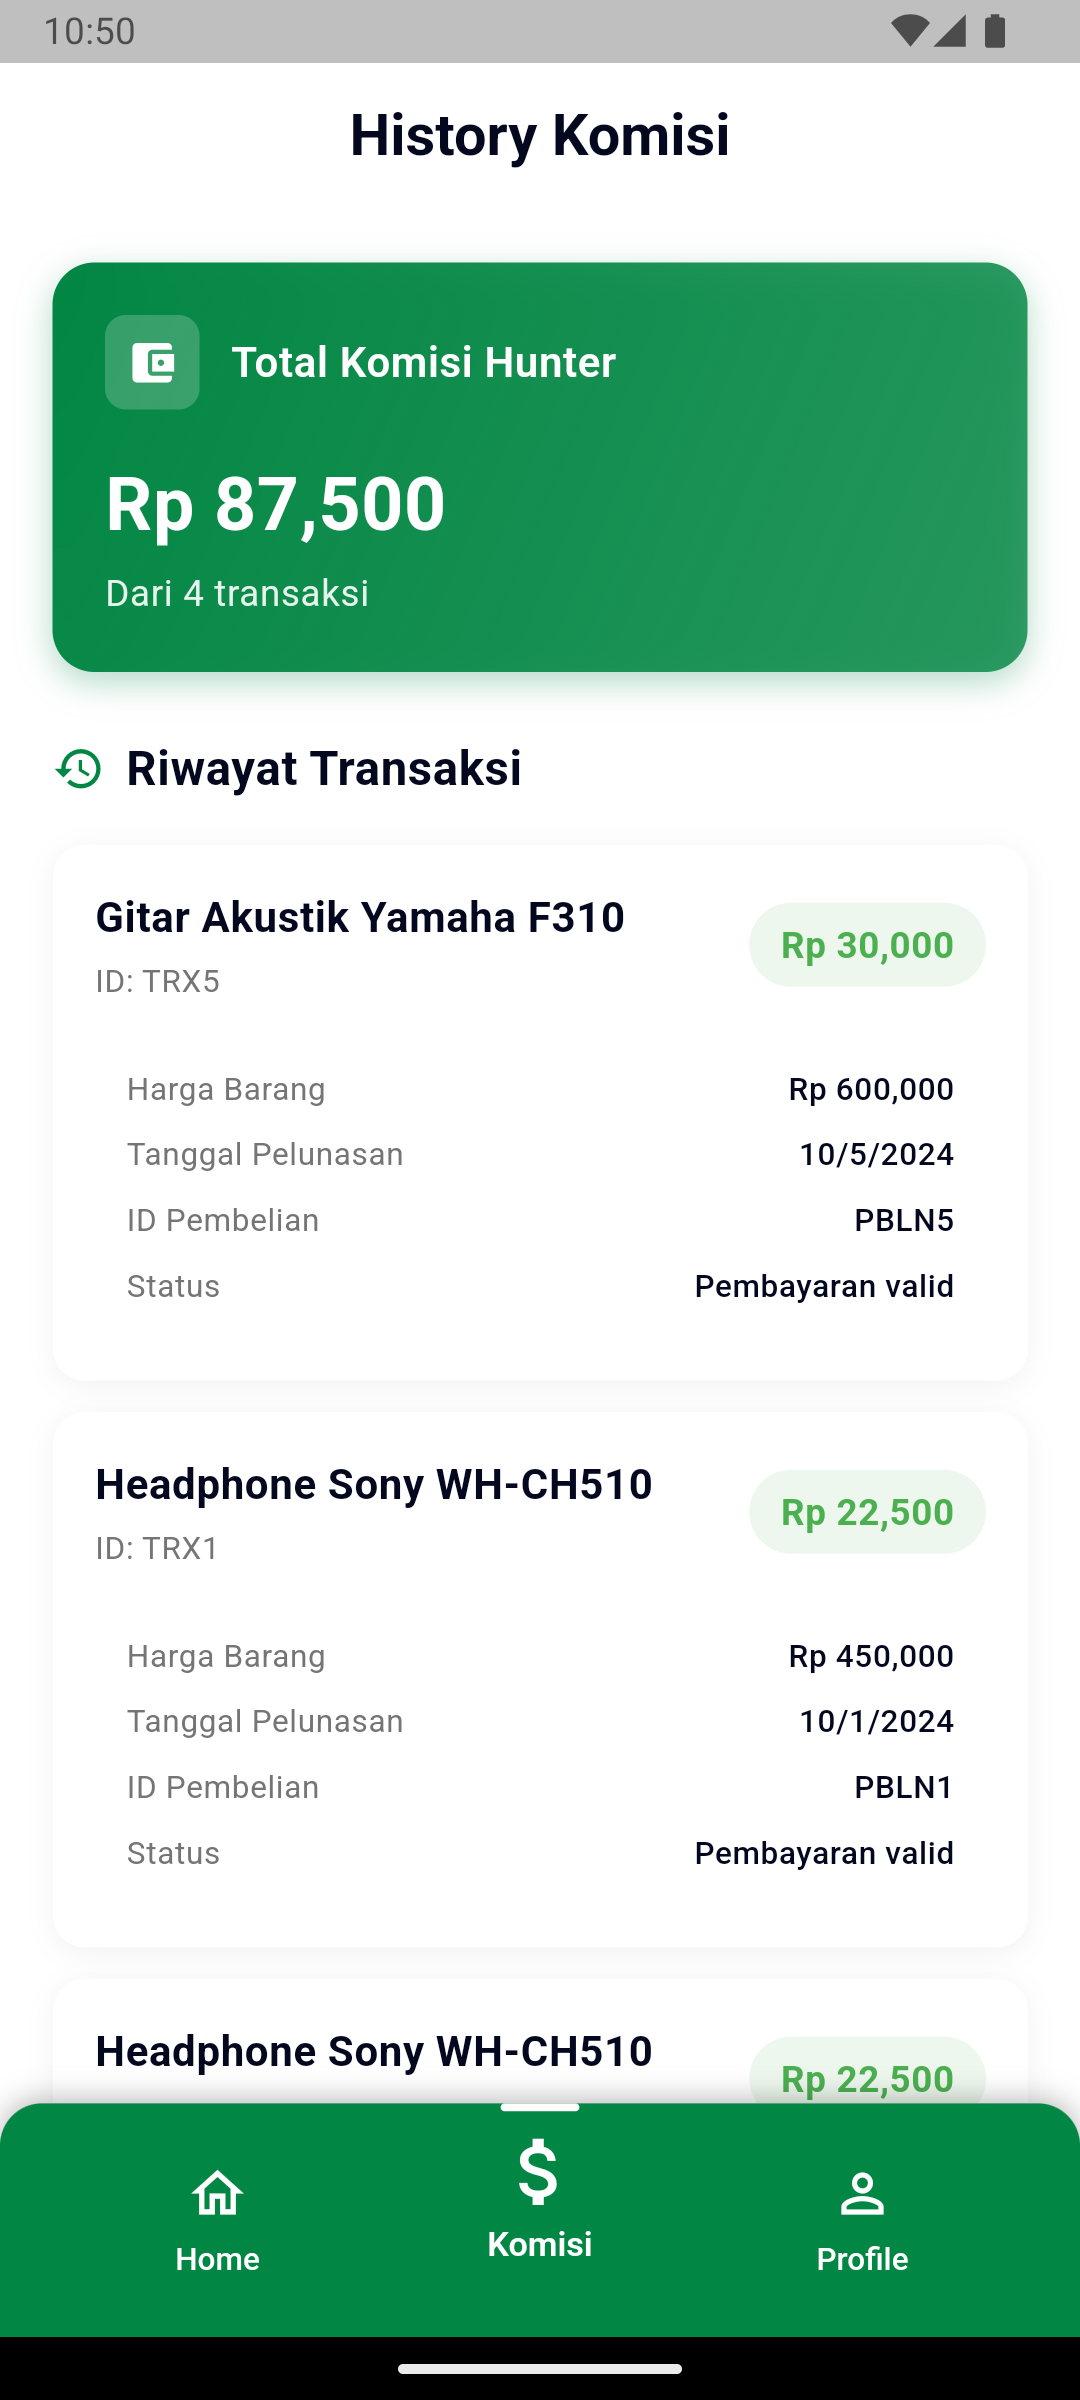 10:50
History Komisi
Total Komisi Hunter
Rp 87,500
Dari 4 transaksi
Riwayat Transaksi
Gitar Akustik Yamaha F310
Rp 30,000
ID: TRX5
Harga Barang Rp 600,000
Tanggal Pelunasan 10/5/2024
ID Pembelian PBLN5
Status Pembayaran valid
Headphone Sony WH-CH510
Rp 22,500
ID: TRX1
Harga Barang Rp 450,000
Tanggal Pelunasan 10/1/2024
ID Pembelian PBLN1
Status Pembayaran valid
Headphone Sony WH-CH510
Rp 22,500
Home Komisi Profile